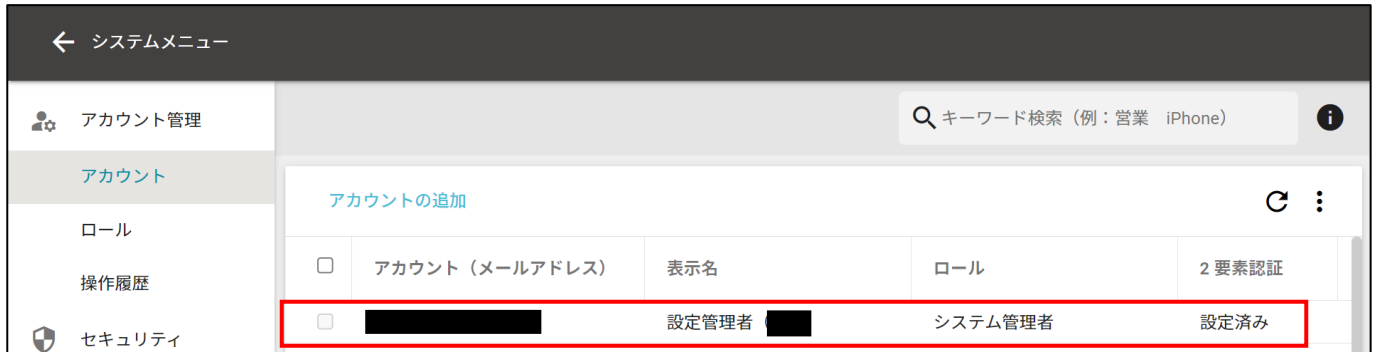 システムメニュー
アカウント管理
キーワード検索（例：営業　iPhone）
アカウント
アカウントの追加
ロール
アカウント（メールアドレス） 表示名 ロール 2 要素認証
操作履歴
設定管理者（ システム管理者 設定済み
セキュリティ